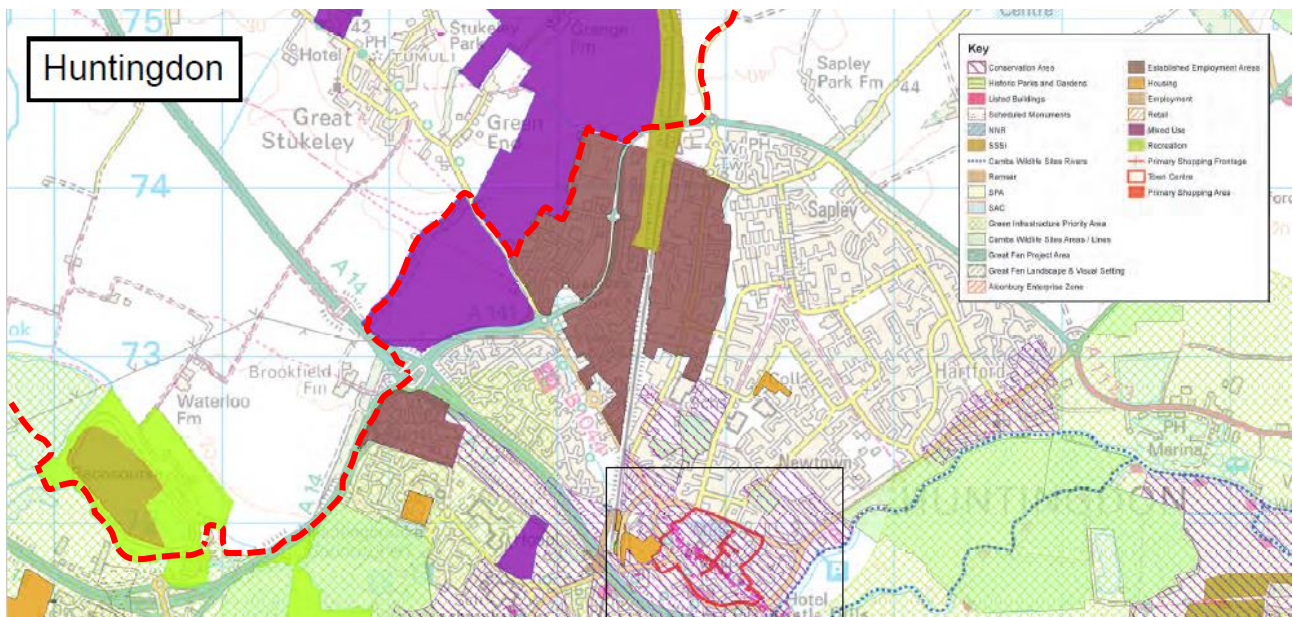 Huntingdon
75
42
PH
Hotel
Stukeley
Park
TUMULI
Grange
Fm
Great
Stukeley
Green
End
Centre
Sapley
Park Fm
44
PH
Sapley
74
A 14
A 141
73
Brookfield
Fm
Waterloo
Fm
A 14
Racecourse
Coll
Hartford
Newtown
PH
Marina
Hotel
Key
Conservation Area
Historic Parks and Gardens
Listed Buildings
Scheduled Monuments
NNR
SSSI
Cambs Wildlife Sites Rivers
Ramsar
SPA
SAC
Green Infrastructure Priority Area
Cambs Wildlife Sites Areas / Lines
Great Fen Project Area
Great Fen Landscape & Visual Setting
Alconbury Enterprise Zone
Established Employment Areas
Housing
Employment
Retail
Mixed Use
Recreation
Primary Shopping Frontage
Town Centre
Primary Shopping Area